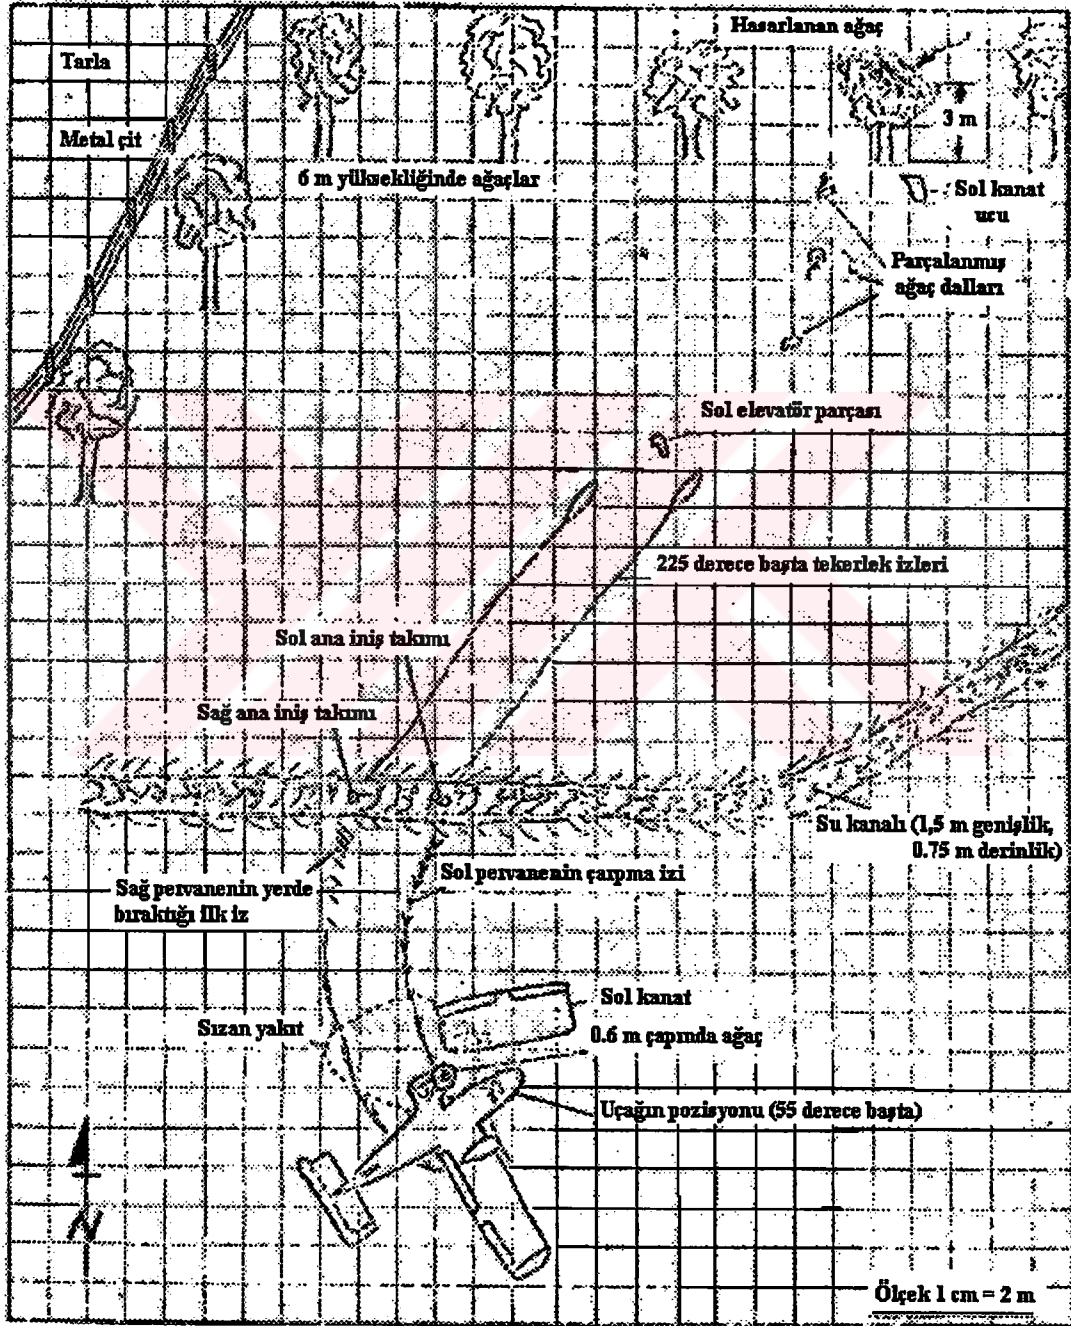 Hasarlanan ağaç
Tarla
3 m
Metal çit
6 m yüksekliğinde ağaçlar
Sol kanat
ucu
Parçalanmış
ağaç dalları
Sol elevatör parçası
225 derece başta tekerlek izleri
Sol ana iniş takımı
Sağ ana iniş takımı
Su kanalı (1,5 m genişlik,
0.75 m derinlik)
Sol pervanenin çarpma izi
Sağ pervanenin yerde
bıraktığı ilk iz
Sol kanat
Sızan yakıt
0.6 m çapında ağaç
Uçağın pozisyonu (55 derece başta)
N
Ölçek 1 cm = 2 m